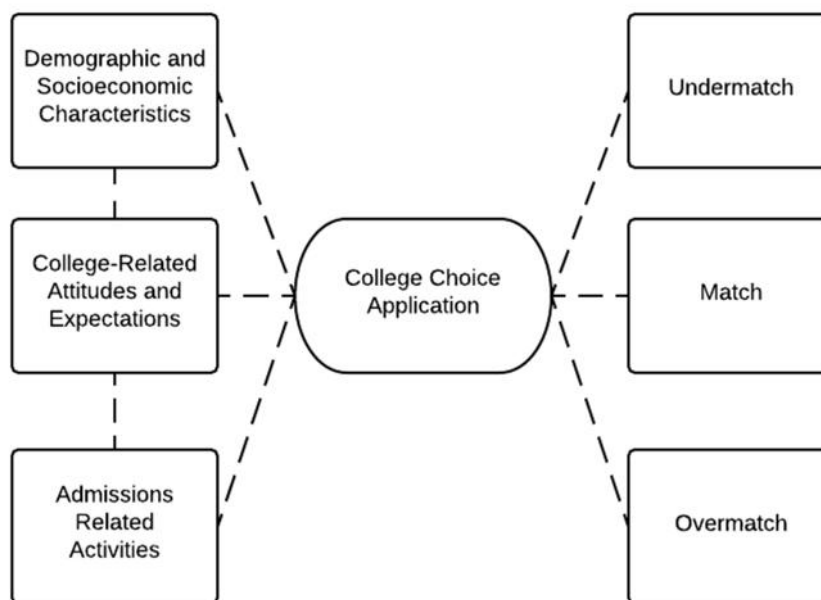 Demographic and
Socioeconomic
Characteristics
Undermatch
College-Related
Attitudes and
Expectations
College Choice
Application
Match
Admissions
Related
Activities
Overmatch